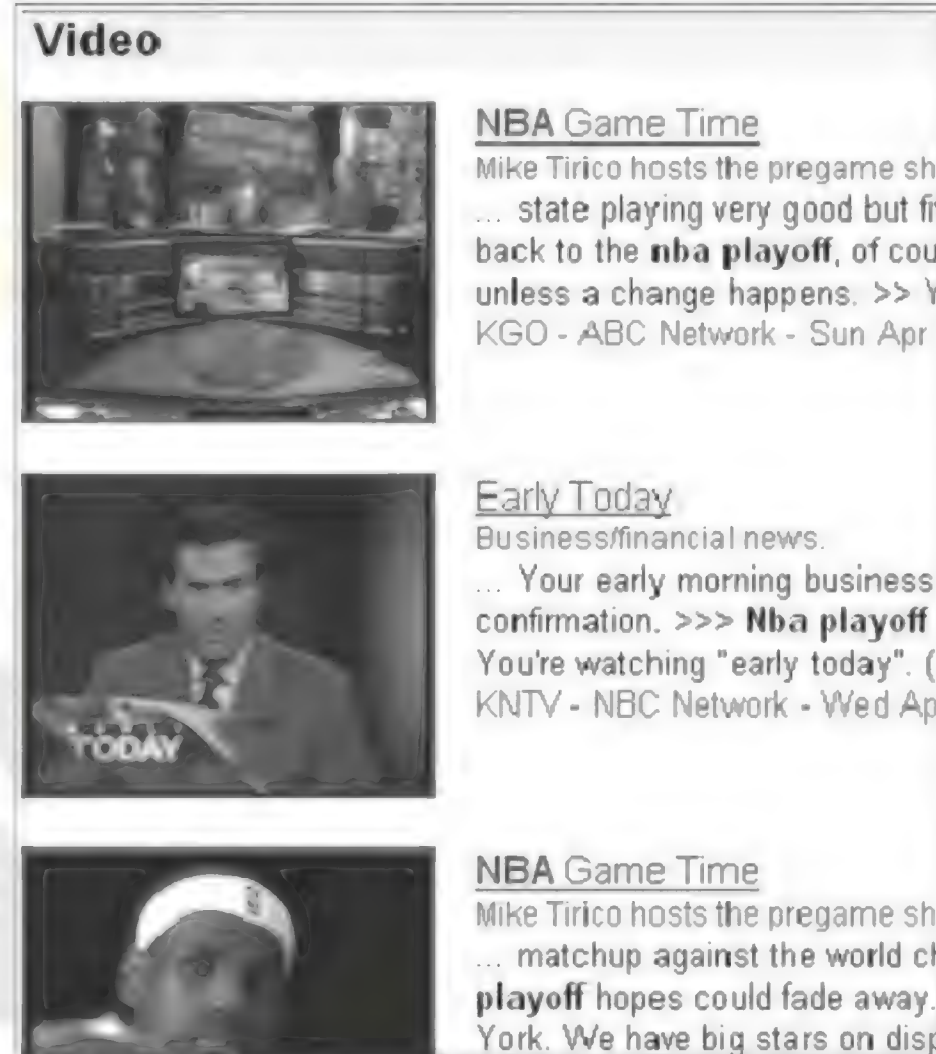 Video
NBA Game Time
Mike Tirico hosts the pregame sh
... state playing very good but fi
back to the nba playoff, of cou
unless a change happens. >> Y
KGO - ABC Network - Sun Apr
Early Today
Business/financial news.
... Your early morning business
confirmation. >>> Nba playoff
You're watching "early today". (
KNTV - NBC Network - Wed Ap
TODAY
NBA Game Time
Mike Tirico hosts the pregame sh
... matchup against the world ch
playoff hopes could fade away.
York. We have big stars on disp